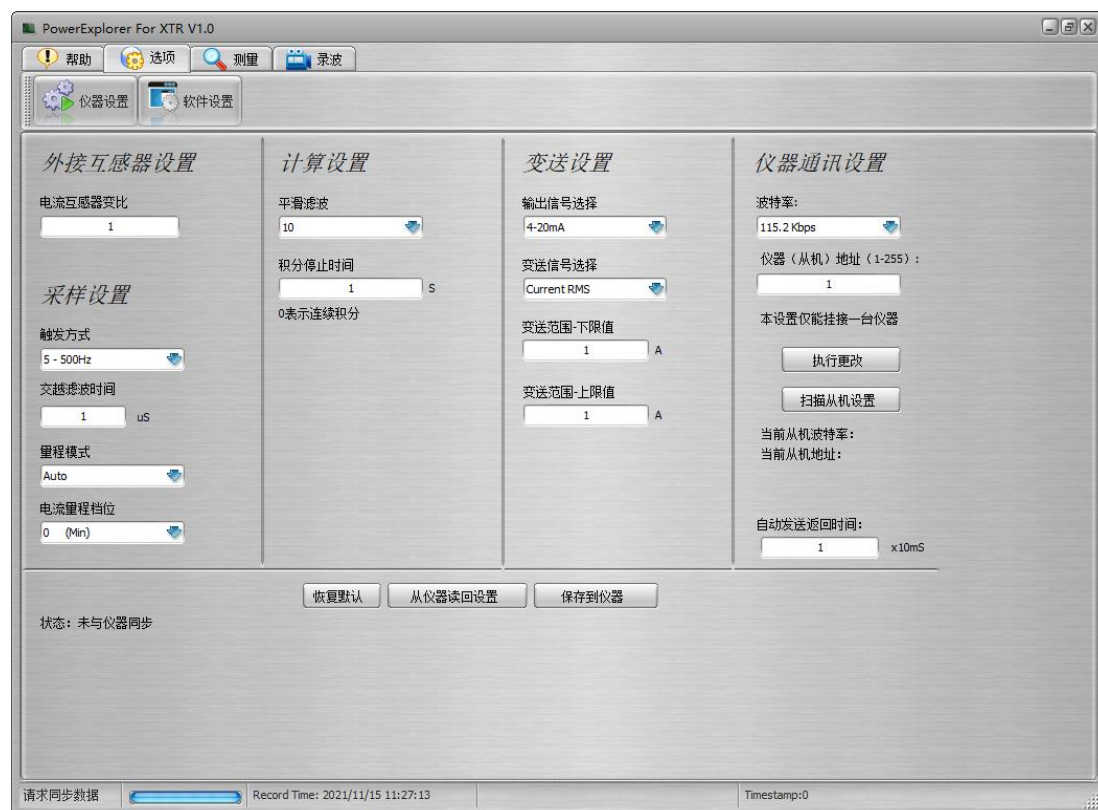 PowerExplorer For XTR V1.0
帮助 选项 测量 录波
仪器设置 软件设置
外接互感器设置
电流互感器变比
1
采样设置
触发方式
5 - 500Hz
交越滤波时间
1 uS
量程模式
Auto
电流量程档位
0 (Min)
计算设置
平滑滤波
10
积分停止时间
1 S
0表示连续积分
变送设置
输出信号选择
4-20mA
变送信号选择
Current RMS
变送范围-下限值
1 A
变送范围-上限值
1 A
仪器通讯设置
波特率:
115.2 Kbps
仪器（从机）地址（1-255）:
1
本设置仅能挂接一台仪器
执行更改
扫描从机设置
当前从机波特率:
当前从机地址:
自动发送返回时间:
1 x10mS
恢复默认 从仪器读回设置 保存到仪器
状态: 未与仪器同步
请求同步数据 Record Time: 2021/11/15 11:27:13 Timestamp:0